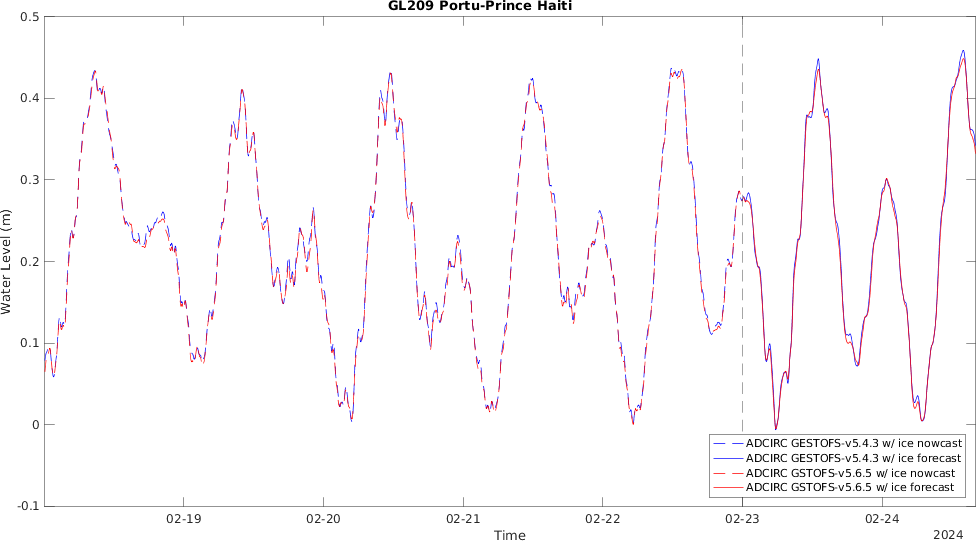 GL209 Portu-Prince Haiti
0.5
0.4
0.3
0.2
0.1
0
-0.1
Water Level (m)
02-19 02-20 02-21 02-22 02-23 02-24
Time
2024
ADCIRC GESTOFS-v5.4.3 w/ ice nowcast
ADCIRC GESTOFS-v5.4.3 w/ ice forecast
ADCIRC GSTOFS-v5.6.5 w/ ice nowcast
ADCIRC GSTOFS-v5.6.5 w/ ice forecast